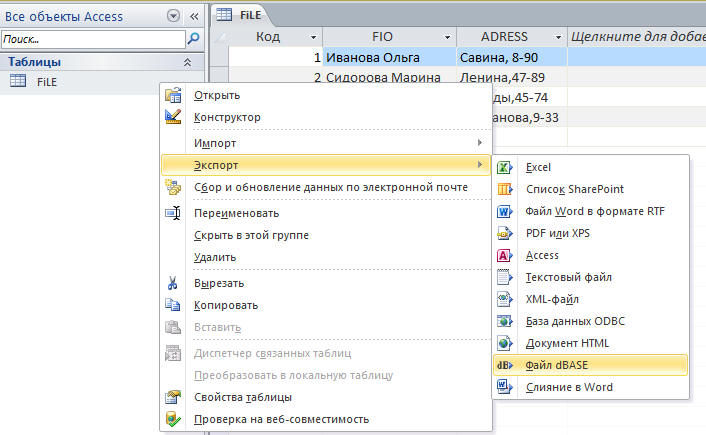 Все объекты Access
Поиск...
Таблицы
FiLE
FiLE
Код FIO ADRESS Щелкните для добав
1 Иванова Ольга Савина, 8-90
2 Сидорова Марина Ленина,47-89
ды,45-74
анова,9-33
Открыть
Конструктор
Импорт
Экспорт
Сбор и обновление данных по электронной почте
Переименовать
Скрыть в этой группе
Удалить
Вырезать
Копировать
Вставить
Диспетчер связанных таблиц
Преобразовать в локальную таблицу
Свойства таблицы
Проверка на веб-совместимость
Excel
Список SharePoint
Файл Word в формате RTF
PDF или XPS
Access
Текстовый файл
XML-файл
База данных ODBC
Документ HTML
dB Файл dBASE
Слияние в Word